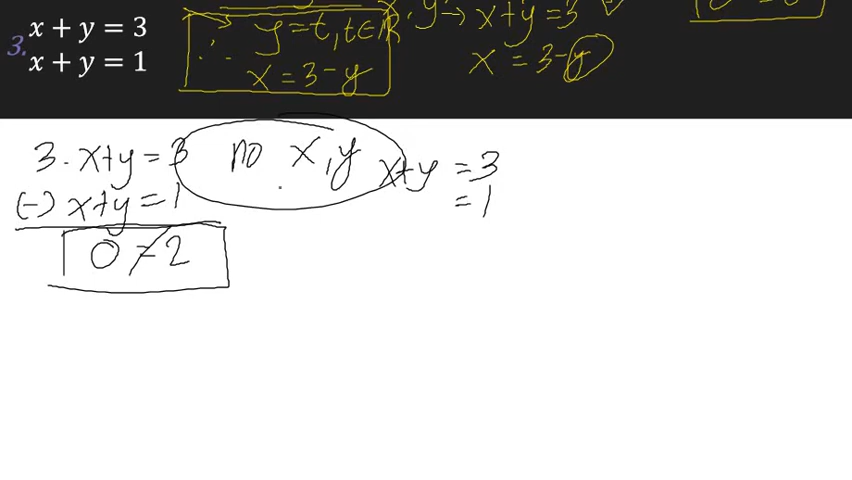 x + y = 3
3.
x + y = 1
∴ y = t, t ∈ ℝ
x = 3 - y
y → x + y = 3
x = 3 - y
3. x + y = 3
(-) x + y = 1
0 ≠ 2
no x, y
x + y = 3
= 1